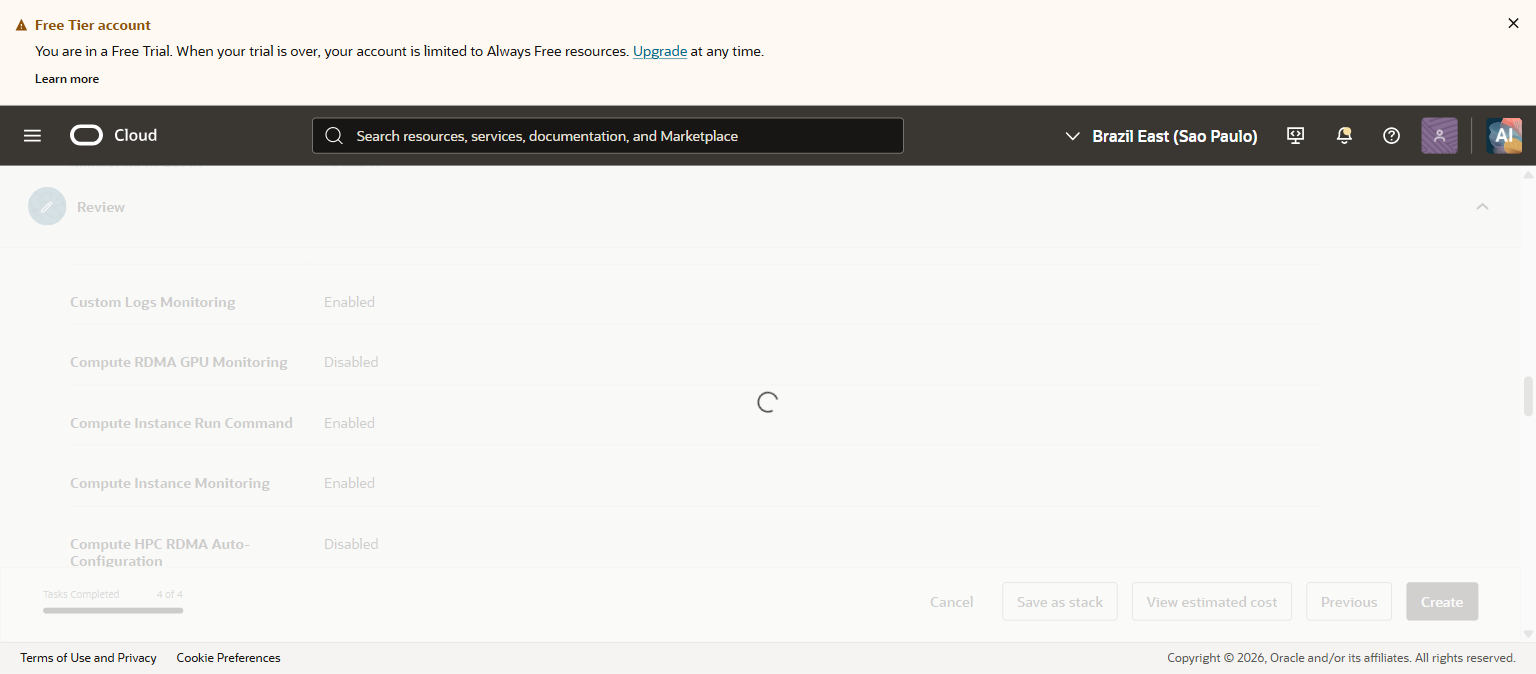 Free Tier account
You are in a Free Trial. When your trial is over, your account is limited to Always Free resources. Upgrade at any time.
Learn more
Cloud
Search resources, services, documentation, and Marketplace
Brazil East (Sao Paulo)
AI
Review
Custom Logs Monitoring Enabled
Compute RDMA GPU Monitoring Disabled
Compute Instance Run Command Enabled
Compute Instance Monitoring Enabled
Compute HPC RDMA Auto- Disabled
Configuration
Tasks Completed 4 of 4
Cancel Save as stack View estimated cost Previous Create
Terms of Use and Privacy Cookie Preferences Copyright © 2026, Oracle and/or its affiliates. All rights reserved.